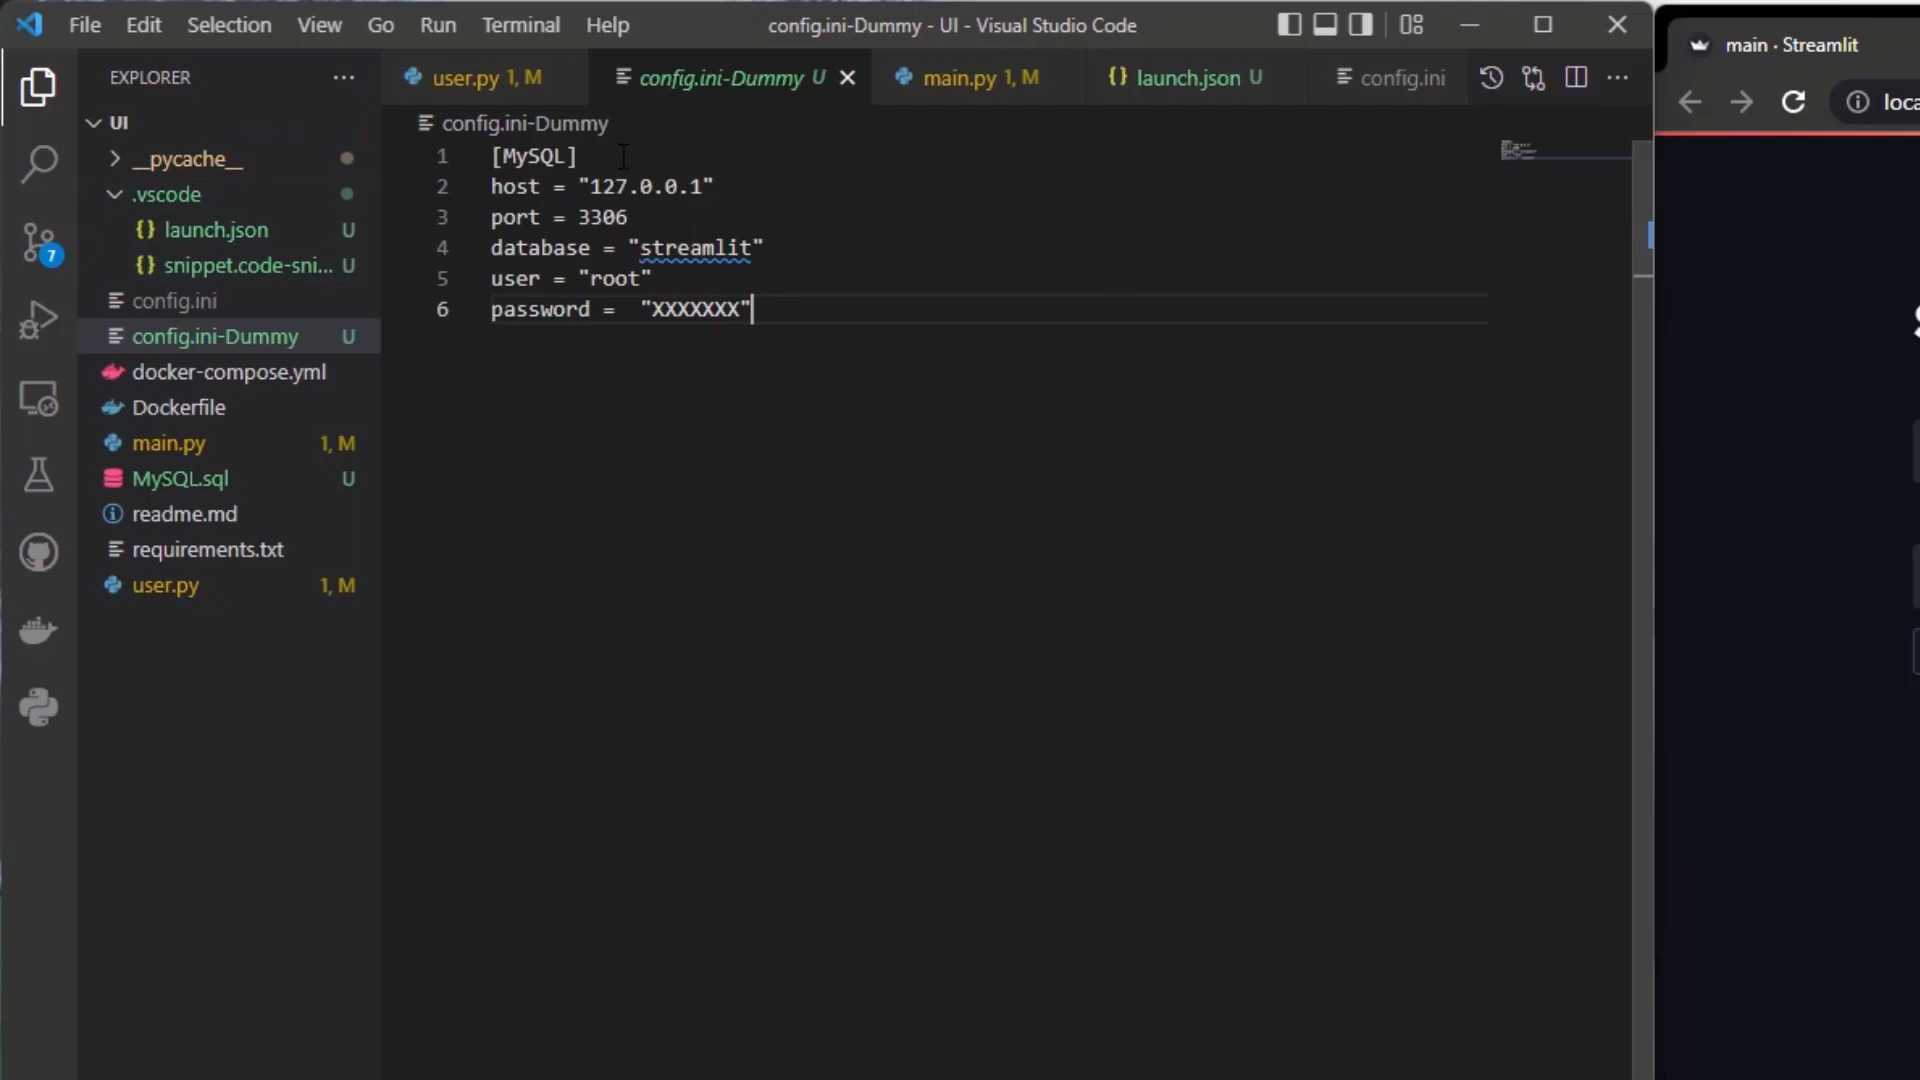 File Edit Selection View Go Run Terminal Help config.ini-Dummy - UI - Visual Studio Code
main · Streamlit
EXPLORER
user.py 1, M config.ini-Dummy U main.py 1, M launch.json U config.ini
UI
config.ini-Dummy
__pycache__
.vscode
launch.json U
snippet.code-sni... U
config.ini
config.ini-Dummy U
docker-compose.yml
Dockerfile
main.py 1, M
MySQL.sql U
readme.md
requirements.txt
user.py 1, M
7
1 [MySQL]
2 host = "127.0.0.1"
3 port = 3306
4 database = "streamlit"
5 user = "root"
6 password =  "XXXXXXX"